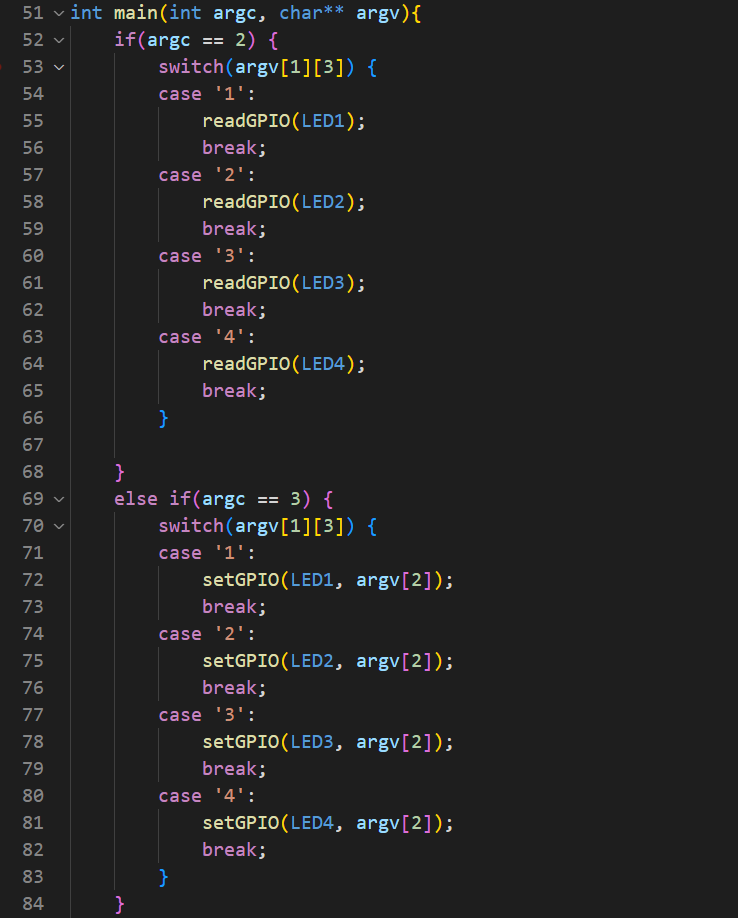 51 int main(int argc, char** argv){
52     if(argc == 2) {
53         switch(argv[1][3]) {
54         case '1':
55             readGPIO(LED1);
56             break;
57         case '2':
58             readGPIO(LED2);
59             break;
60         case '3':
61             readGPIO(LED3);
62             break;
63         case '4':
64             readGPIO(LED4);
65             break;
66         }
67
68     }
69     else if(argc == 3) {
70         switch(argv[1][3]) {
71         case '1':
72             setGPIO(LED1, argv[2]);
73             break;
74         case '2':
75             setGPIO(LED2, argv[2]);
76             break;
77         case '3':
78             setGPIO(LED3, argv[2]);
79             break;
80         case '4':
81             setGPIO(LED4, argv[2]);
82             break;
83         }
84     }